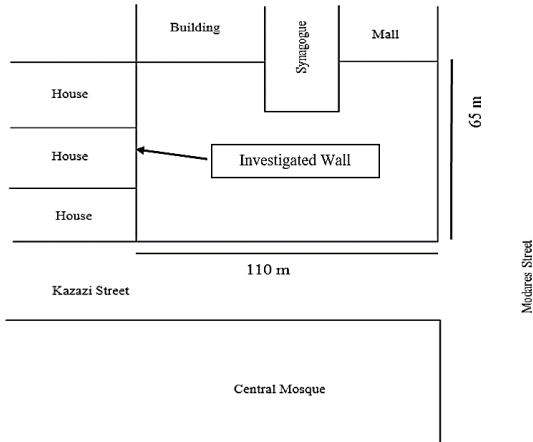 Building
Synagogue
Mall
House
65 m
House
Investigated Wall
House
110 m
Modares Street
Kazazi Street
Central Mosque